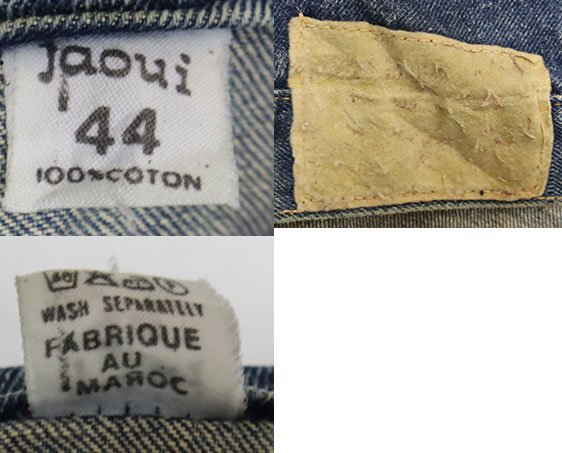 jaoui
44
100%COTON
WASH SEPARATELY
FABRIQUE
AU
MAROC